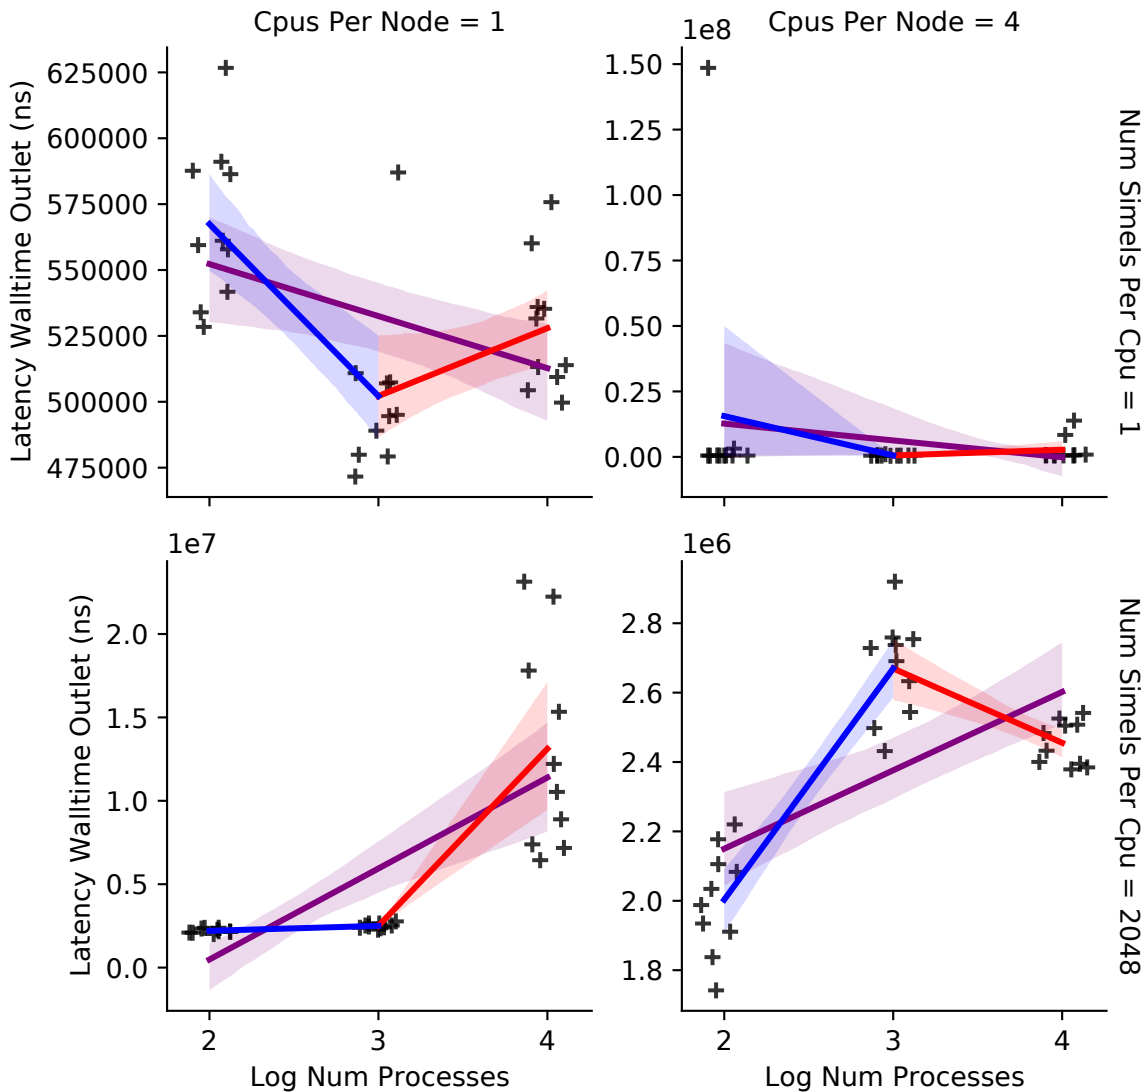 Cpus Per Node = 1
Cpus Per Node = 4
1e8
Latency Walltime Outlet (ns)
625000
600000
575000
550000
525000
500000
475000
1.50
1.25
1.00
0.75
0.50
0.25
0.00
Num Simels Per Cpu = 1
1e7
1e6
Latency Walltime Outlet (ns)
2.0
1.5
1.0
0.5
0.0
2.8
2.6
2.4
2.2
2.0
1.8
Num Simels Per Cpu = 2048
2 3 4
2 3 4
Log Num Processes
Log Num Processes